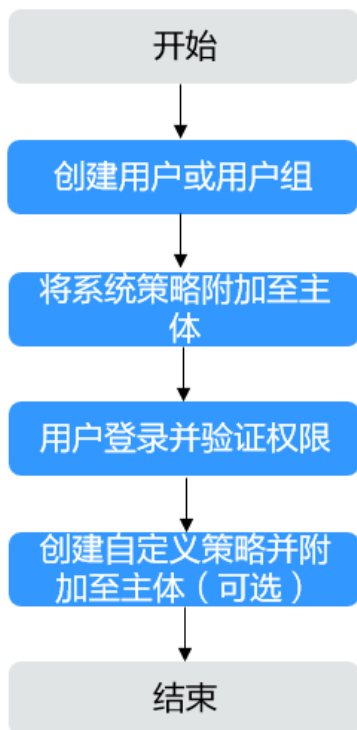 开始
创建用户或用户组
将系统策略附加至主
体
用户登录并验证权限
创建自定义策略并附
加至主体（可选）
结束